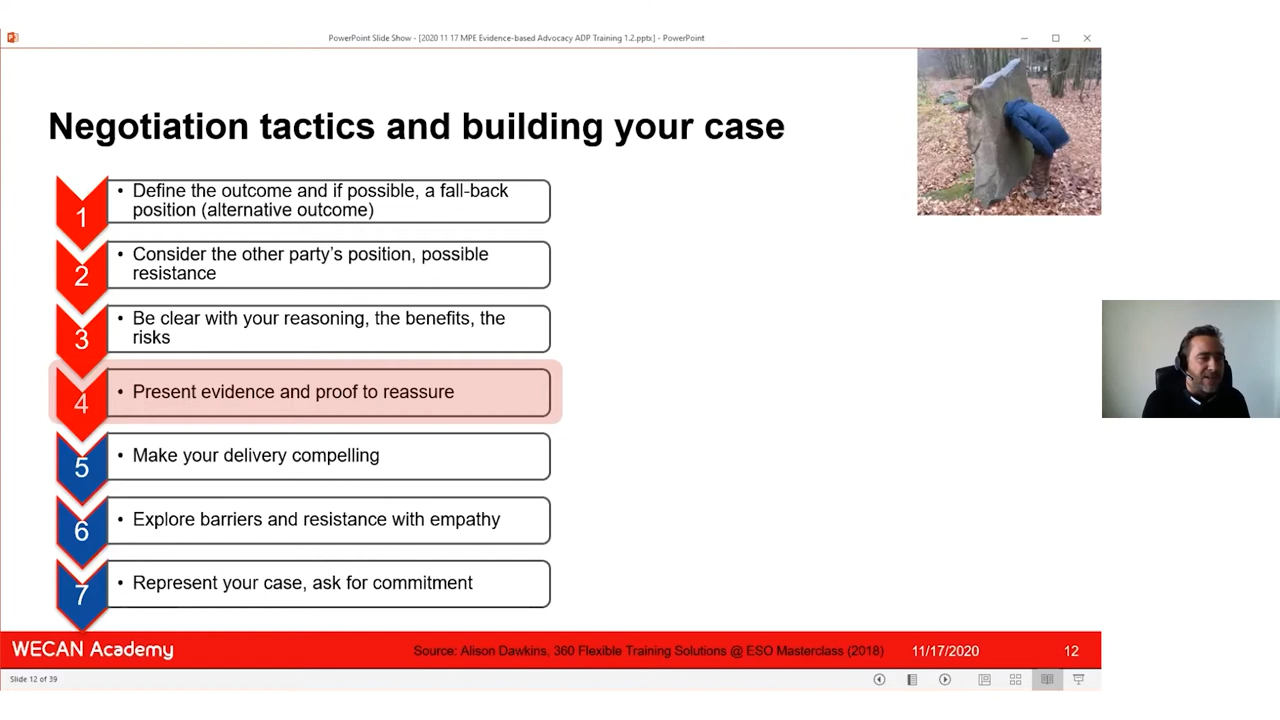 PowerPoint Slide Show - [2020 11 17 MPE Evidence-based Advocacy ADP Training 1.2.pptx] - PowerPoint
Negotiation tactics and building your case
1
• Define the outcome and if possible, a fall-back
position (alternative outcome)
2
• Consider the other party's position, possible
resistance
3
• Be clear with your reasoning, the benefits, the
risks
4
• Present evidence and proof to reassure
5
• Make your delivery compelling
6
• Explore barriers and resistance with empathy
7
• Represent your case, ask for commitment
WECAN Academy
Source: Alison Dawkins, 360 Flexible Training Solutions @ ESO Masterclass (2018)
11/17/2020
12
Slide 12 of 39